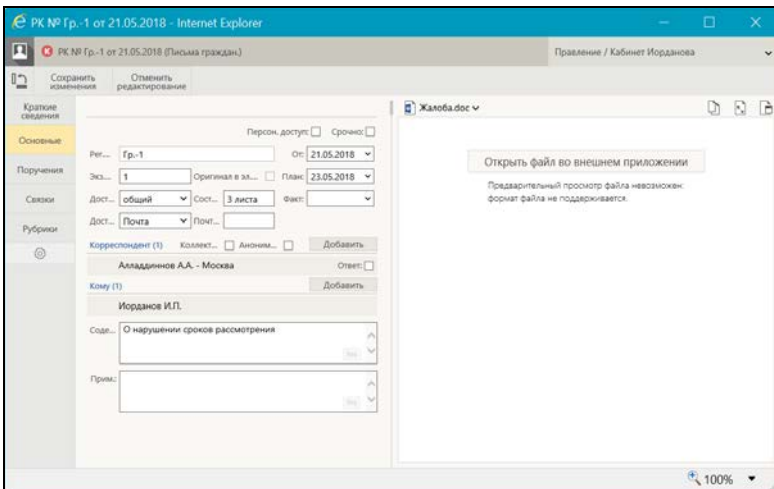 РК № Гр.-1 от 21.05.2018 - Internet Explorer
РК № Гр.-1 от 21.05.2018 (Письма граждан.)
Правление / Кабинет Иорданова
Сохранить изменения
Отменить редактирование
Краткие сведения
Основные
Поручения
Связки
Рубрики
Персон. доступ:
Срочно:
Рег... Гр.-1 От: 21.05.2018
Экз... 1 Оригинал в эл... План: 23.05.2018
Дост... общий Сост... 3 листа Факт:
Дост... Почта Почт...
Корреспондент (1) Коллект... Аноним... Добавить
Алладдиннов А.А. - Москва Ответ:
Кому (1) Добавить
Иорданов И.П.
Соде... О нарушении сроков рассмотрения
Прим.:
Жалоба.doc
Открыть файл во внешнем приложении
Предварительный просмотр файла невозможен:
формат файла не поддерживается.
100%